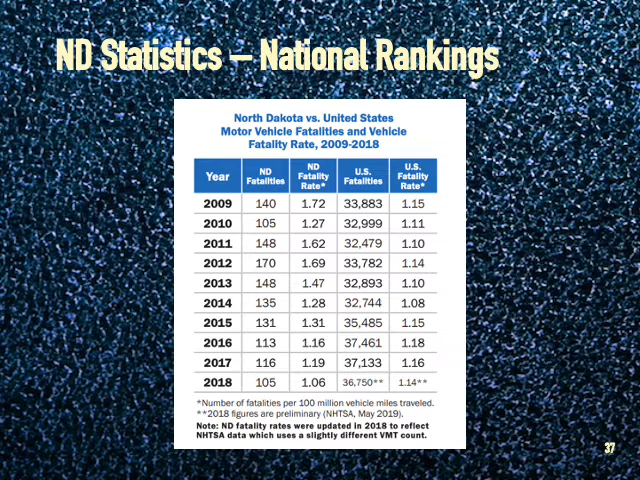 ND Statistics – National Rankings
North Dakota vs. United States
Motor Vehicle Fatalities and Vehicle
Fatality Rate, 2009-2018
Year ND Fatalities ND Fatality Rate* U.S. Fatalities U.S. Fatality Rate*
2009 140 1.72 33,883 1.15
2010 105 1.27 32,999 1.11
2011 148 1.62 32,479 1.10
2012 170 1.69 33,782 1.14
2013 148 1.47 32,893 1.10
2014 135 1.28 32,744 1.08
2015 131 1.31 35,485 1.15
2016 113 1.16 37,461 1.18
2017 116 1.19 37,133 1.16
2018 105 1.06 36,750** 1.14**
*Number of fatalities per 100 million vehicle miles traveled.
**2018 figures are preliminary (NHTSA, May 2019).
Note: ND fatality rates were updated in 2018 to reflect
NHTSA data which uses a slightly different VMT count.
37